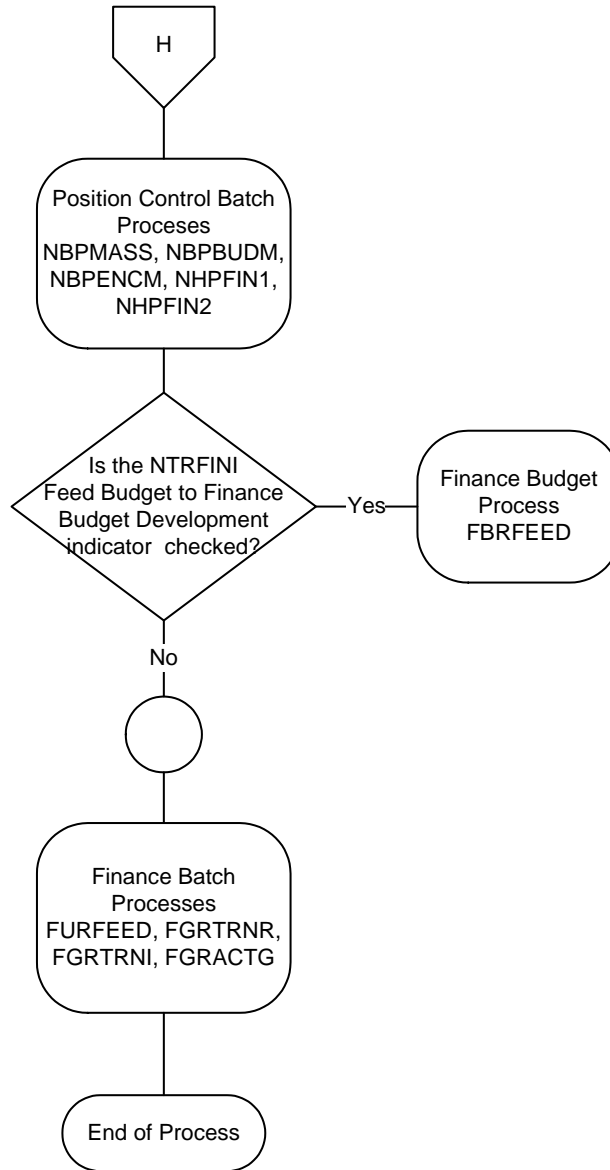 H
Position Control Batch
Proceses
NBPMASS, NBPBUDM,
NBPENCM, NHPFIN1,
NHPFIN2
Is the NTRFINI
Feed Budget to Finance
Budget Development
indicator checked?
Yes
Finance Budget
Process
FBRFEED
No
Finance Batch
Processes
FURFEED, FGRTRNR,
FGRTRNI, FGRACTG
End of Process